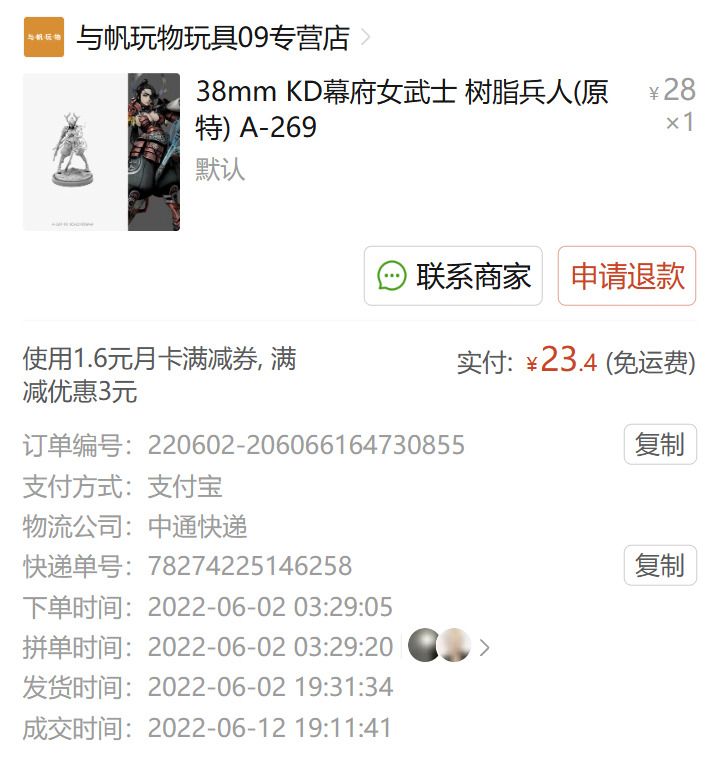 与·帆·玩·物
与帆玩物玩具09专营店
38mm KD幕府女武士 树脂兵人(原
特) A-269
¥28
×1
默认
联系商家
申请退款
使用1.6元月卡满减券, 满
减优惠3元
实付: ¥23.4 (免运费)
订单编号: 220602-206066164730855
复制
支付方式: 支付宝
物流公司: 中通快递
快递单号: 78274225146258
复制
下单时间: 2022-06-02 03:29:05
拼单时间: 2022-06-02 03:29:20
发货时间: 2022-06-02 19:31:34
成交时间: 2022-06-12 19:11:41